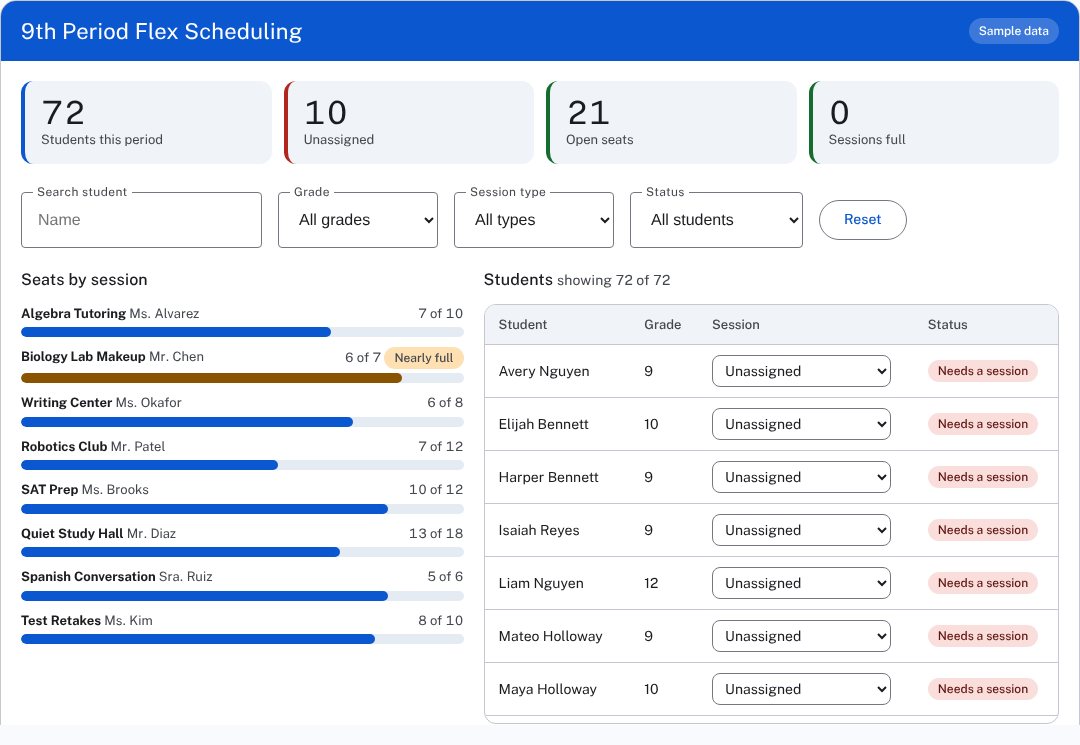 9th Period Flex Scheduling
Sample data
72
Students this period
10
Unassigned
21
Open seats
0
Sessions full
Search student
Name
Grade
All grades
Session type
All types
Status
All students
Reset
Seats by session
Algebra Tutoring Ms. Alvarez 7 of 10
Biology Lab Makeup Mr. Chen 6 of 7 Nearly full
Writing Center Ms. Okafor 6 of 8
Robotics Club Mr. Patel 7 of 12
SAT Prep Ms. Brooks 10 of 12
Quiet Study Hall Mr. Diaz 13 of 18
Spanish Conversation Sra. Ruiz 5 of 6
Test Retakes Ms. Kim 8 of 10
Students showing 72 of 72
Student Grade Session Status
Avery Nguyen 9 Unassigned Needs a session
Elijah Bennett 10 Unassigned Needs a session
Harper Bennett 9 Unassigned Needs a session
Isaiah Reyes 9 Unassigned Needs a session
Liam Nguyen 12 Unassigned Needs a session
Mateo Holloway 9 Unassigned Needs a session
Maya Holloway 10 Unassigned Needs a session